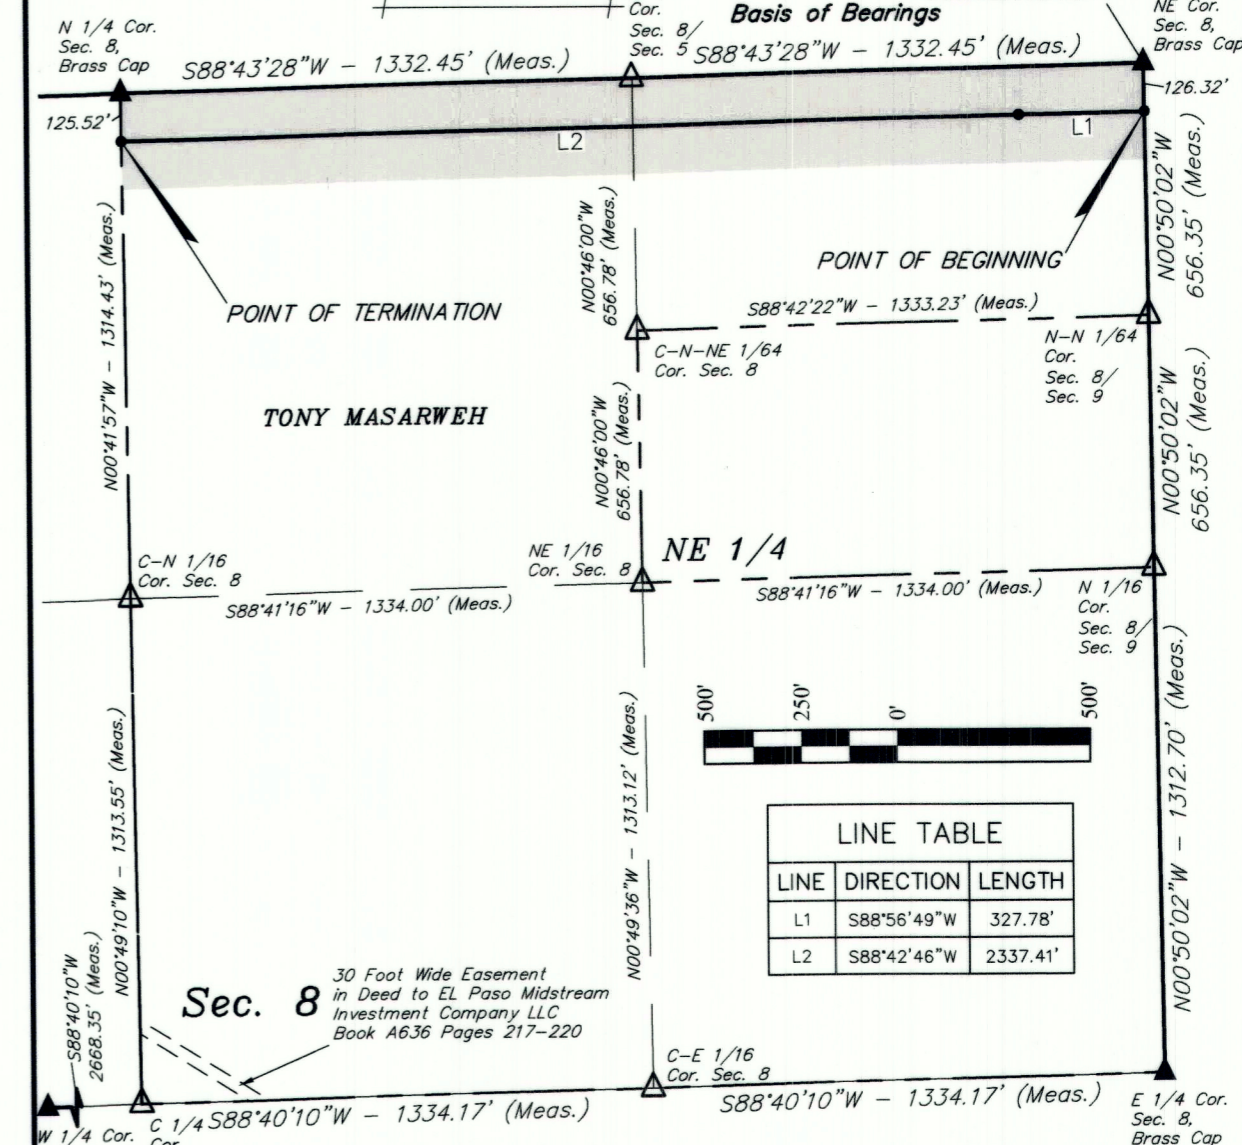 N 1/4 Cor.
Sec. 8,
Brass Cap
Cor.
Sec. 8/
Sec. 5
Basis of Bearings
NE Cor.
Sec. 8,
Brass Cap
S88°43'28"W - 1332.45' (Meas.)
S88°43'28"W - 1332.45' (Meas.)
125.52'
126.32'
L2
L1
N00°50'02"W
656.35' (Meas.)
N00°46'00"W
656.78' (Meas.)
N00°41'57"W - 1314.43' (Meas.)
POINT OF BEGINNING
POINT OF TERMINATION
S88°42'22"W - 1333.23' (Meas.)
C-N-NE 1/64
Cor. Sec. 8
N-N 1/64
Cor.
Sec. 8/
Sec. 9
TONY MASARWEH
N00°46'00"W
656.78' (Meas.)
N00°50'02"W
656.35' (Meas.)
C-N 1/16
Cor. Sec. 8
NE 1/16
Cor. Sec. 8
NE 1/4
S88°41'16"W - 1334.00' (Meas.)
S88°41'16"W - 1334.00' (Meas.)
N 1/16
Cor.
Sec. 8/
Sec. 9
500'
250'
0'
500'
N00°49'10"W - 1313.55' (Meas.)
N00°49'36"W - 1313.12' (Meas.)
N00°50'02"W - 1312.70' (Meas.)
LINE TABLE
LINE DIRECTION LENGTH
L1 S88°56'49"W 327.78'
L2 S88°42'46"W 2337.41'
S88°40'10"W
2668.35' (Meas.)
Sec. 8
30 Foot Wide Easement
in Deed to EL Paso Midstream
Investment Company LLC
Book A636 Pages 217-220
C-E 1/16
Cor. Sec. 8
W 1/4 Cor.
C 1/4
Cor.
S88°40'10"W - 1334.17' (Meas.)
S88°40'10"W - 1334.17' (Meas.)
E 1/4 Cor.
Sec. 8,
Brass Cap